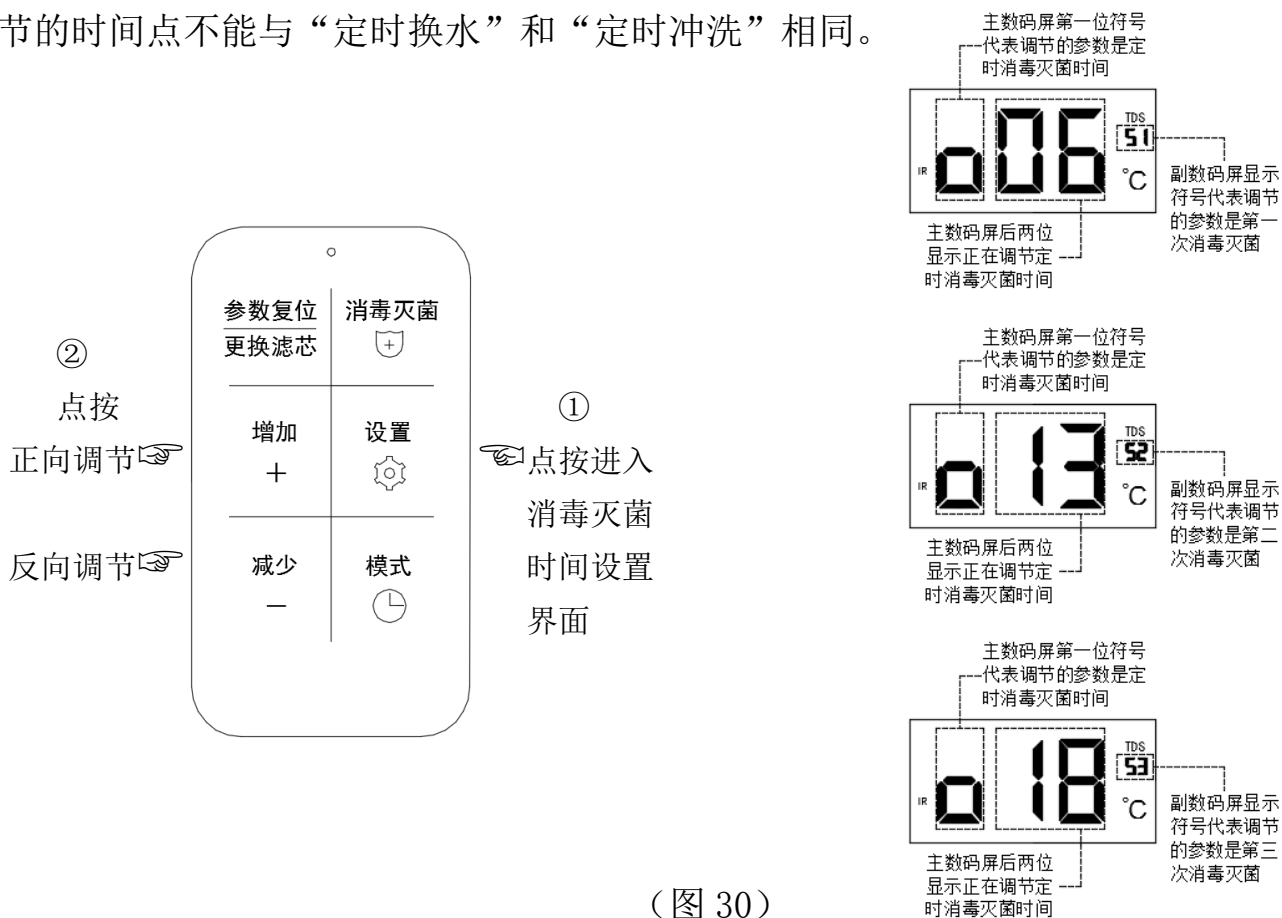 节的时间点不能与“定时换水”和“定时冲洗”相同。
主数码屏第一位符号
代表调节的参数是定
时消毒灭菌时间
o06
TDS
S1
IR
℃
副数码屏显示
符号代表调节
的参数是第一
次消毒灭菌
主数码屏后两位
显示正在调节定
时消毒灭菌时间
参数复位
更换滤芯
消毒灭菌
增加
+
设置
减少
−
模式
②
点按
正向调节☞
反向调节☞
①
☜点按进入
消毒灭菌
时间设置
界面
主数码屏第一位符号
代表调节的参数是定
时消毒灭菌时间
o13
TDS
S2
IR
℃
副数码屏显示
符号代表调节
的参数是第二
次消毒灭菌
主数码屏后两位
显示正在调节定
时消毒灭菌时间
主数码屏第一位符号
代表调节的参数是定
时消毒灭菌时间
o18
TDS
S3
IR
℃
副数码屏显示
符号代表调节
的参数是第三
次消毒灭菌
主数码屏后两位
显示正在调节定
时消毒灭菌时间
（图 30）